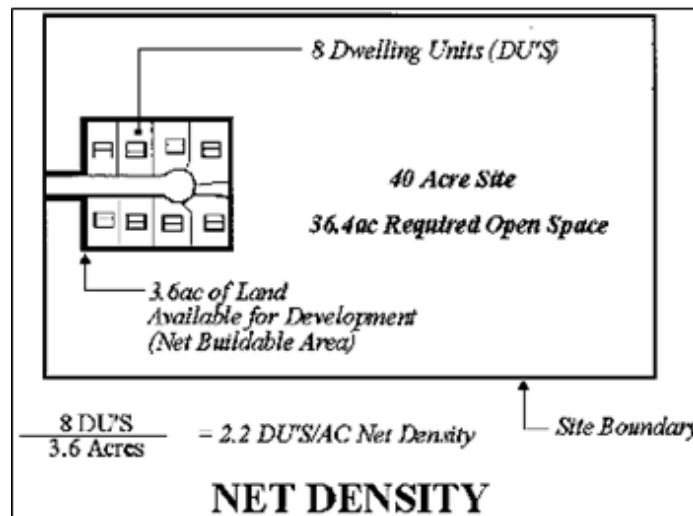 8 Dwelling Units (DU'S)
40 Acre Site
36.4ac Required Open Space
3.6ac of Land
Available for Development
(Net Buildable Area)
8 DU'S
3.6 Acres
= 2.2 DU'S/AC Net Density
Site Boundary
NET DENSITY